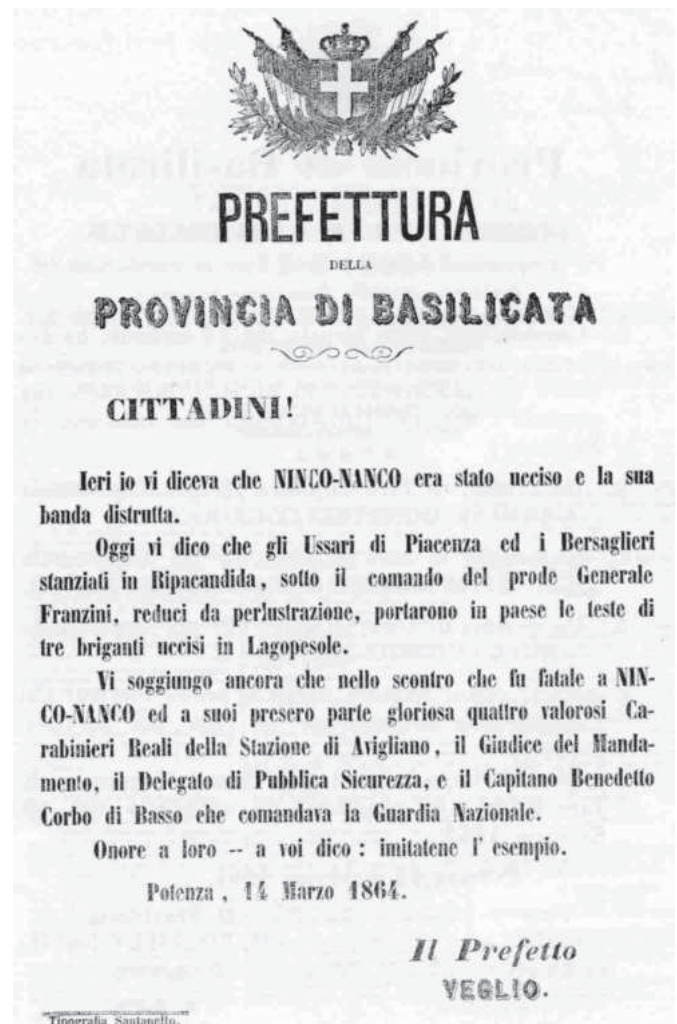 PREFETTURA
DELLA
PROVINCIA DI BASILICATA
CITTADINI!
Ieri io vi diceva che NINCO-NANCO era stato ucciso e la sua
banda distrutta.
Oggi vi dico che gli Ussari di Piacenza ed i Bersaglieri
stanziati in Ripacandida, sotto il comando del prode Generale
Franzini, reduci da perlustrazione, portarono in paese le teste di
tre briganti uccisi in Lagopesole.
Vi soggiungo ancora che nello scontro che fu fatale a NIN-
CO-NANCO ed a suoi presero parte gloriosa quattro valorosi Ca-
rabinieri Reali della Stazione di Avigliano, il Giudice del Manda-
mento, il Delegato di Pubblica Sicurezza, e il Capitano Benedetto
Corbo di Basso che comandava la Guardia Nazionale.
Onore a loro -- a voi dico : imitatene l' esempio.
Potenza, 14 Marzo 1864.
Il Prefetto
VEGLIO.
Tipografia Santanello.